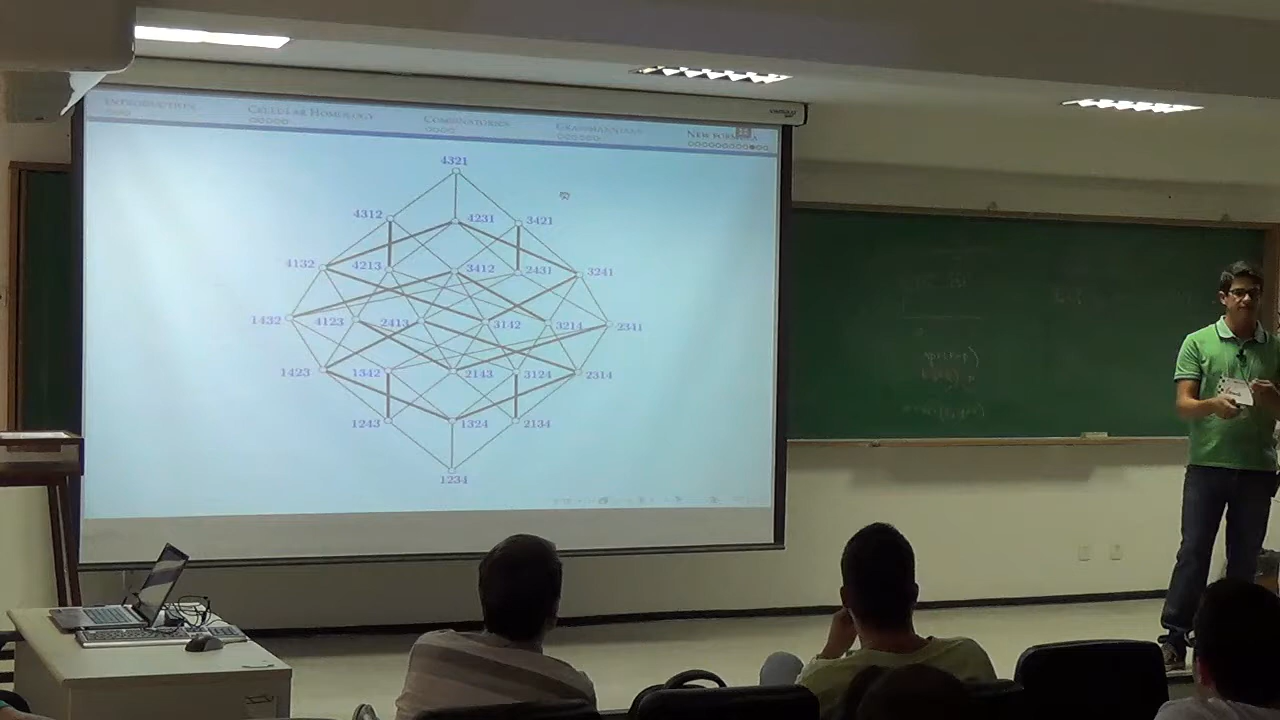 INTRODUCTION CELLULAR HOMOLOGY COMBINATORICS GRASSMANNIANS NEW FORMULA
4321
4312 4231 3421
4132 4213 3412 2431 3241
1432 4123 2413 3142 3214 2341
1423 1342 2143 3124 2314
1243 1324 2134
1234